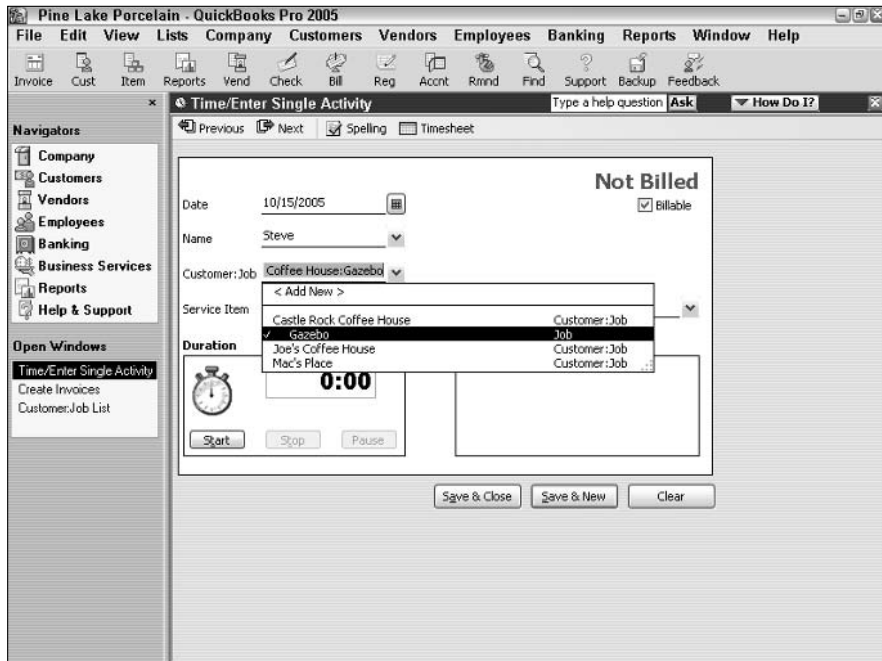 Pine Lake Porcelain - QuickBooks Pro 2005
File Edit View Lists Company Customers Vendors Employees Banking Reports Window Help
Invoice Cust Item Reports Vend Check Bill Reg Accnt Rmnd Find Support Backup Feedback
Time/Enter Single Activity Type a help question Ask How Do I?
Previous Next Spelling Timesheet
Navigators
Company
Customers
Vendors
Employees
Banking
Business Services
Reports
Help & Support
Open Windows
Time/Enter Single Activity
Create Invoices
Customer:Job List
Not Billed
Date 10/15/2005 Billable
Name Steve
Customer:Job Coffee House:Gazebo
< Add New >
Service Item
Castle Rock Coffee House Customer:Job
Gazebo Job
Joe's Coffee House Customer:Job
Mac's Place Customer:Job
Duration
0:00
Start Stop Pause
Save & Close Save & New Clear